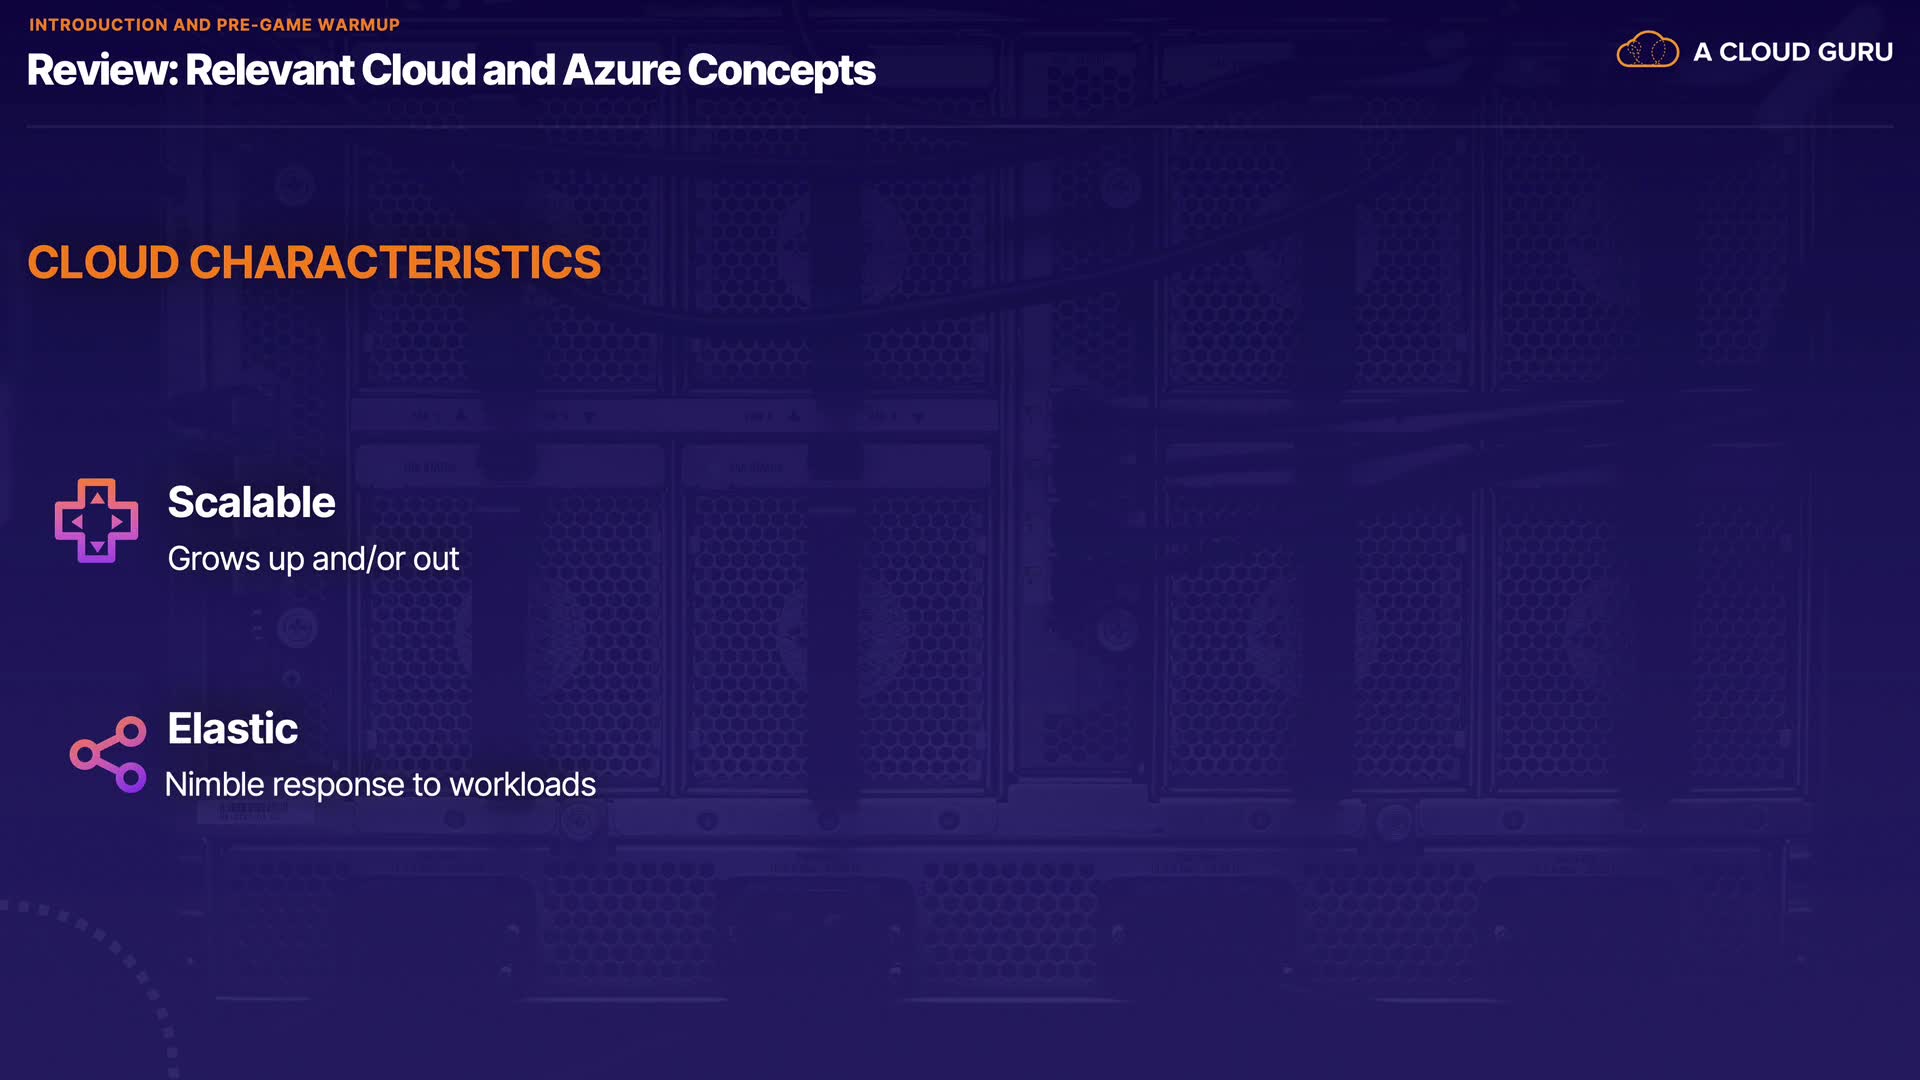 INTRODUCTION AND PRE-GAME WARMUP
Review: Relevant Cloud and Azure Concepts
A CLOUD GURU
CLOUD CHARACTERISTICS
Scalable
Grows up and/or out
Elastic
Nimble response to workloads